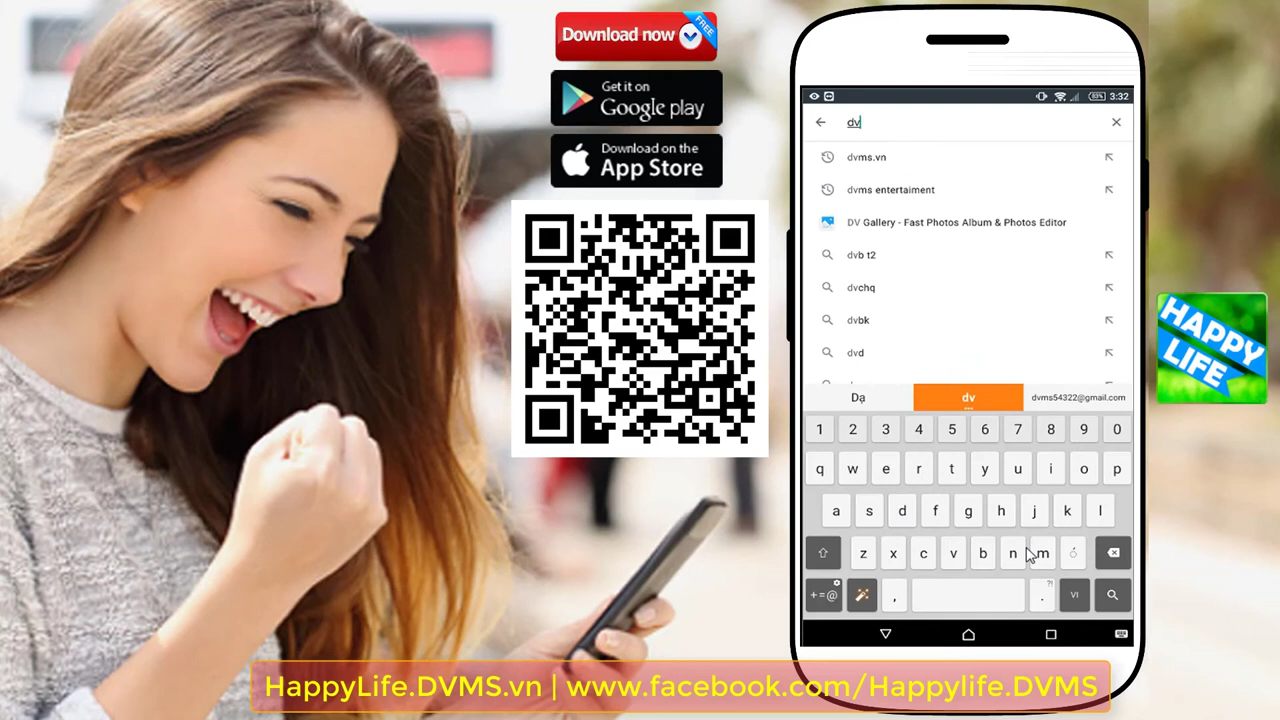 Download now
FREE
Get it on
Google play
Download on the
App Store
83% 3:32
dv
dvms.vn
dvms entertaiment
DV Gallery - Fast Photos Album & Photos Editor
dvb t2
dvchq
dvbk
dvd
Dạ dv dvms54322@gmail.com
1 2 3 4 5 6 7 8 9 0
q w e r t y u i o p
a s d f g h j k l
z x c v b n m
+=@ , . ?! VI
HAPPY
LIFE
HappyLife.DVMS.vn | www.facebook.com/Happylife.DVMS